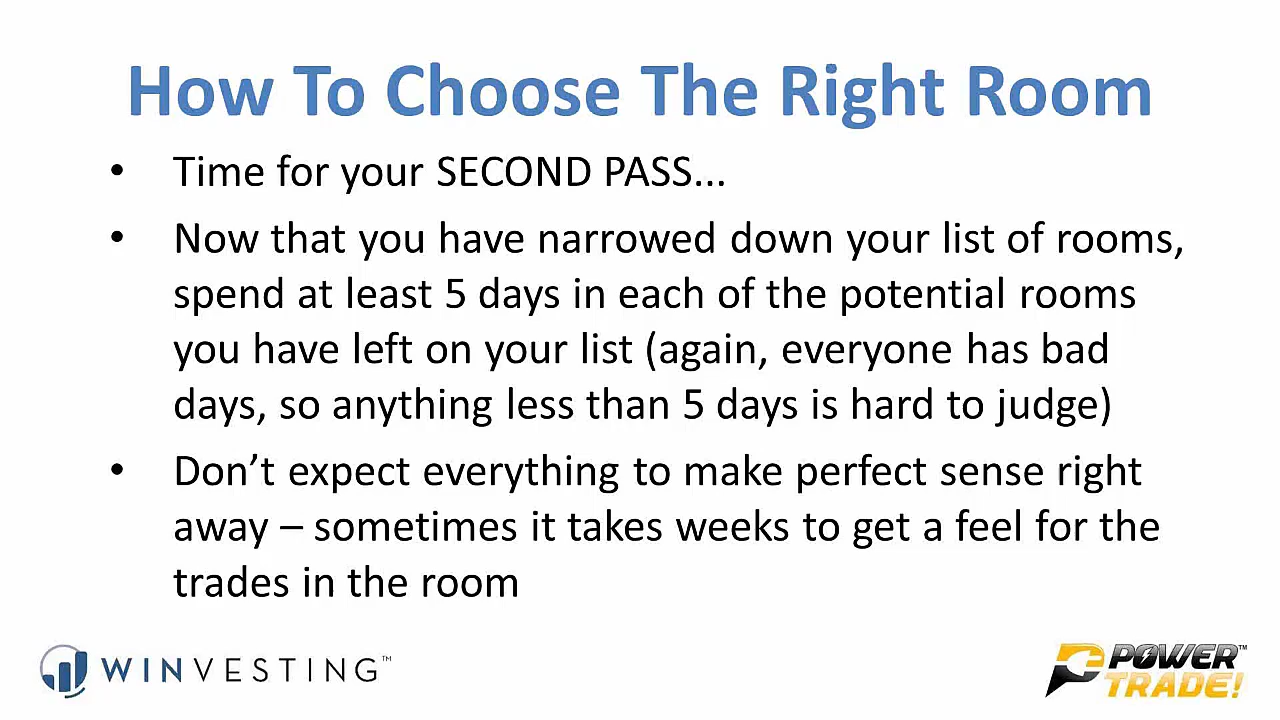 How To Choose The Right Room
• Time for your SECOND PASS...
• Now that you have narrowed down your list of rooms,
spend at least 5 days in each of the potential rooms
you have left on your list (again, everyone has bad
days, so anything less than 5 days is hard to judge)
• Don’t expect everything to make perfect sense right
away – sometimes it takes weeks to get a feel for the
trades in the room
WINVESTING™
POWER™
TRADE!